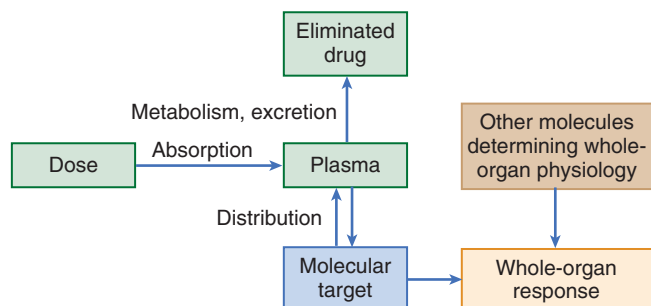 Eliminated
drug
Metabolism, excretion
Other molecules
determining whole-
organ physiology
Absorption
Dose
Plasma
Distribution
Molecular
target
Whole-organ
response